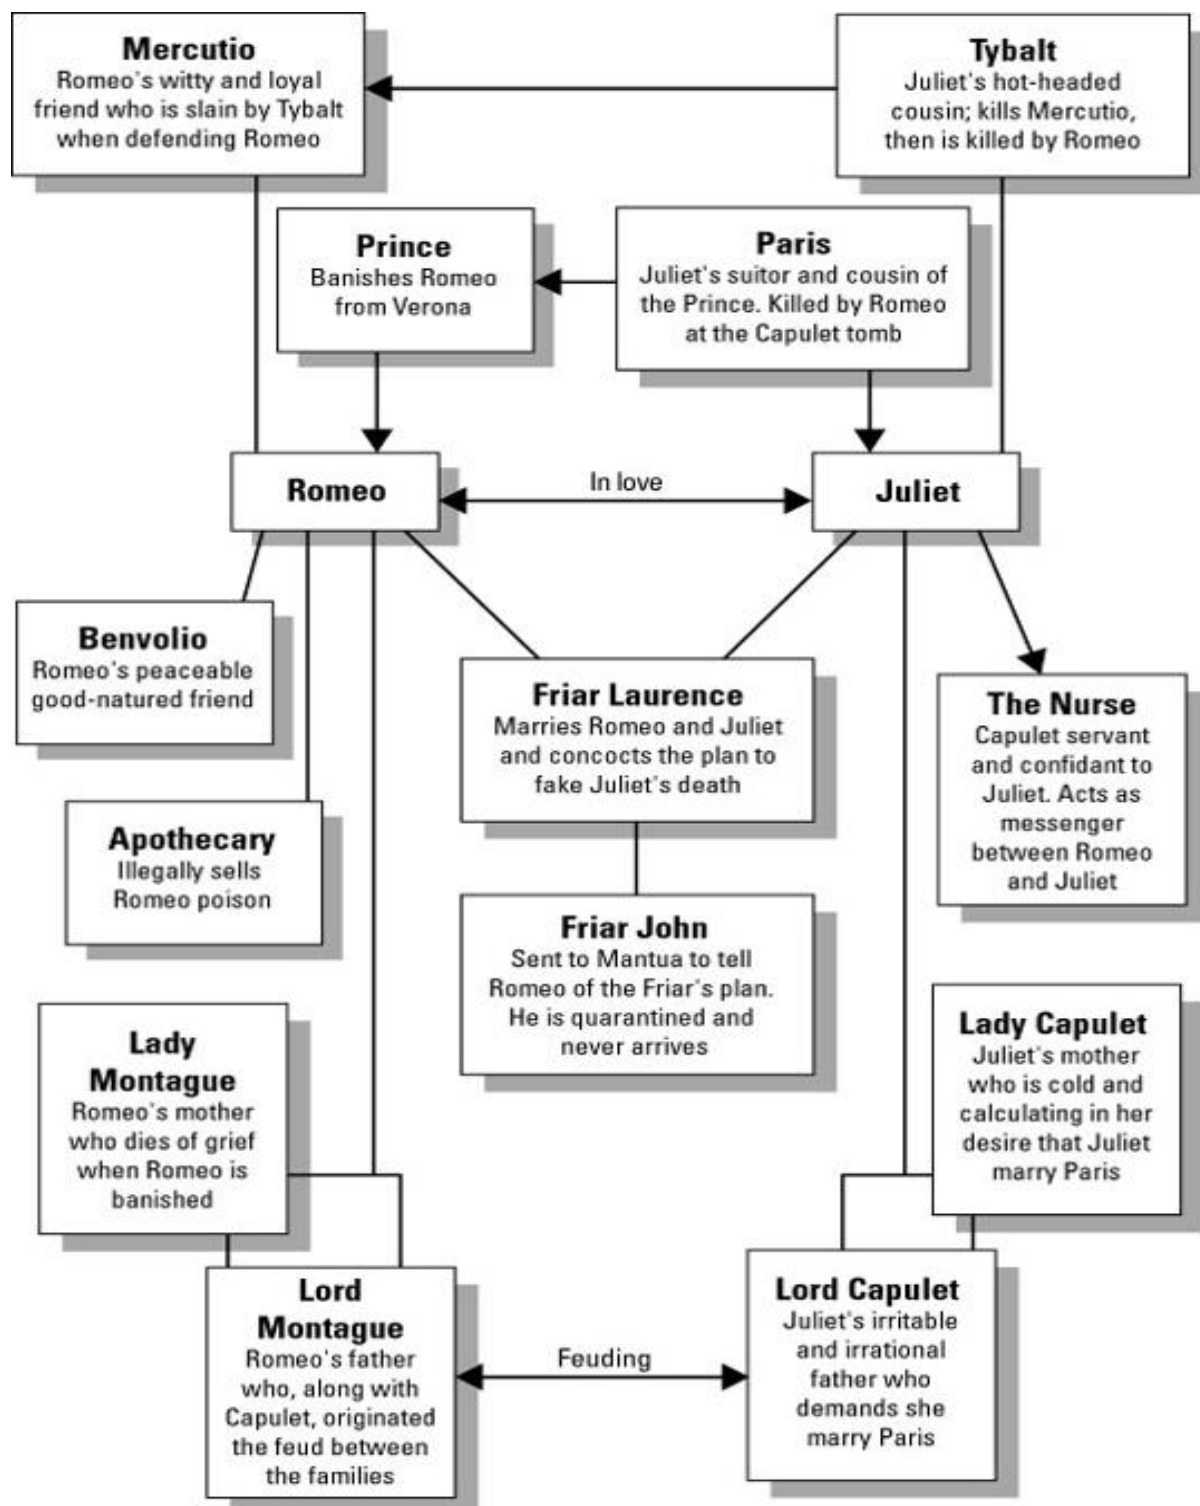 Mercutio
Romeo's witty and loyal
friend who is slain by Tybalt
when defending Romeo
Tybalt
Juliet's hot-headed
cousin; kills Mercutio,
then is killed by Romeo
Prince
Banishes Romeo
from Verona
Paris
Juliet's suitor and cousin of
the Prince. Killed by Romeo
at the Capulet tomb
Romeo
In love
Juliet
Benvolio
Romeo's peaceable
good-natured friend
Friar Laurence
Marries Romeo and Juliet
and concocts the plan to
fake Juliet's death
The Nurse
Capulet servant
and confidant to
Juliet. Acts as
messenger
between Romeo
and Juliet
Apothecary
Illegally sells
Romeo poison
Friar John
Sent to Mantua to tell
Romeo of the Friar's plan.
He is quarantined and
never arrives
Lady
Montague
Romeo's mother
who dies of grief
when Romeo is
banished
Lady Capulet
Juliet's mother
who is cold and
calculating in her
desire that Juliet
marry Paris
Lord
Montague
Romeo's father
who, along with
Capulet, originated
the feud between
the families
Feuding
Lord Capulet
Juliet's irritable
and irrational
father who
demands she
marry Paris